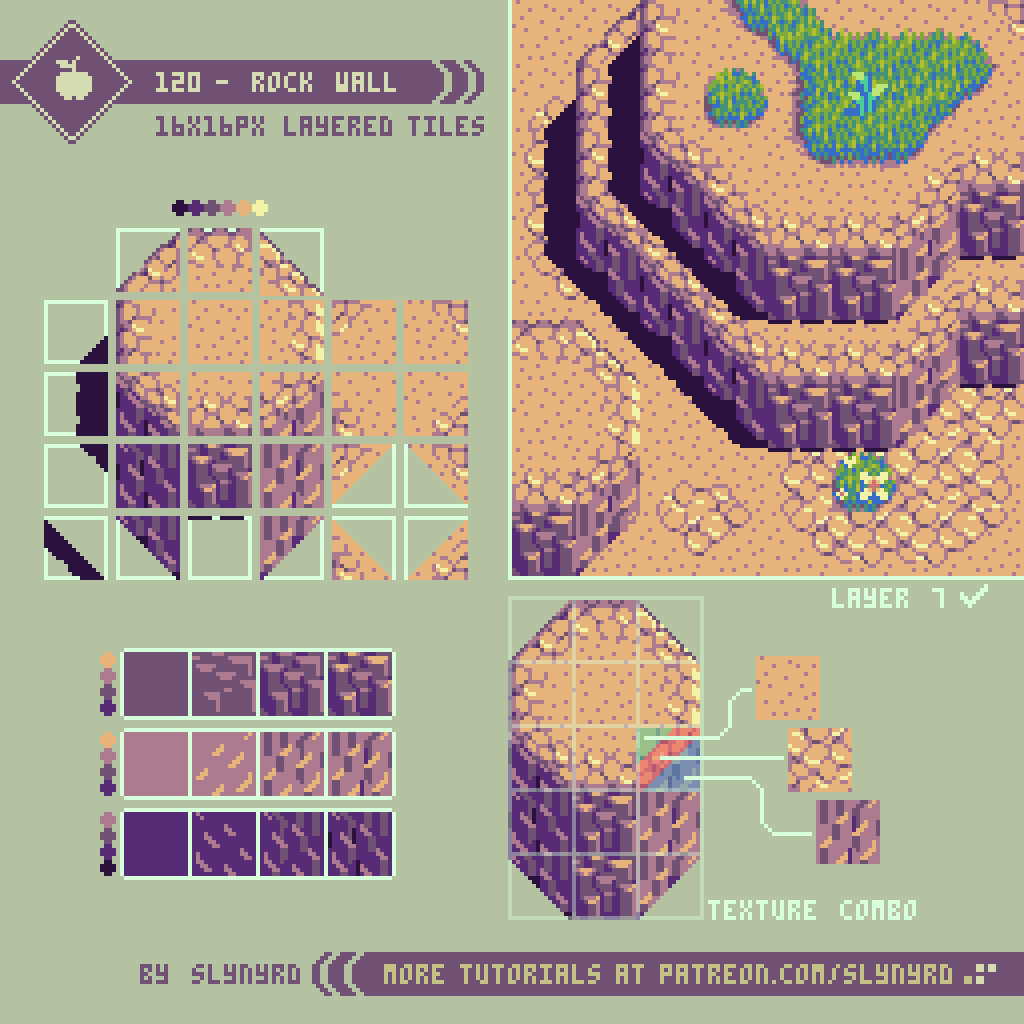 120 - ROCK WALL
16X16PX LAYERED TILES
LAYER 7
TEXTURE COMBO
BY SLYNYRD
MORE TUTORIALS AT PATREON.COM/SLYNYRD